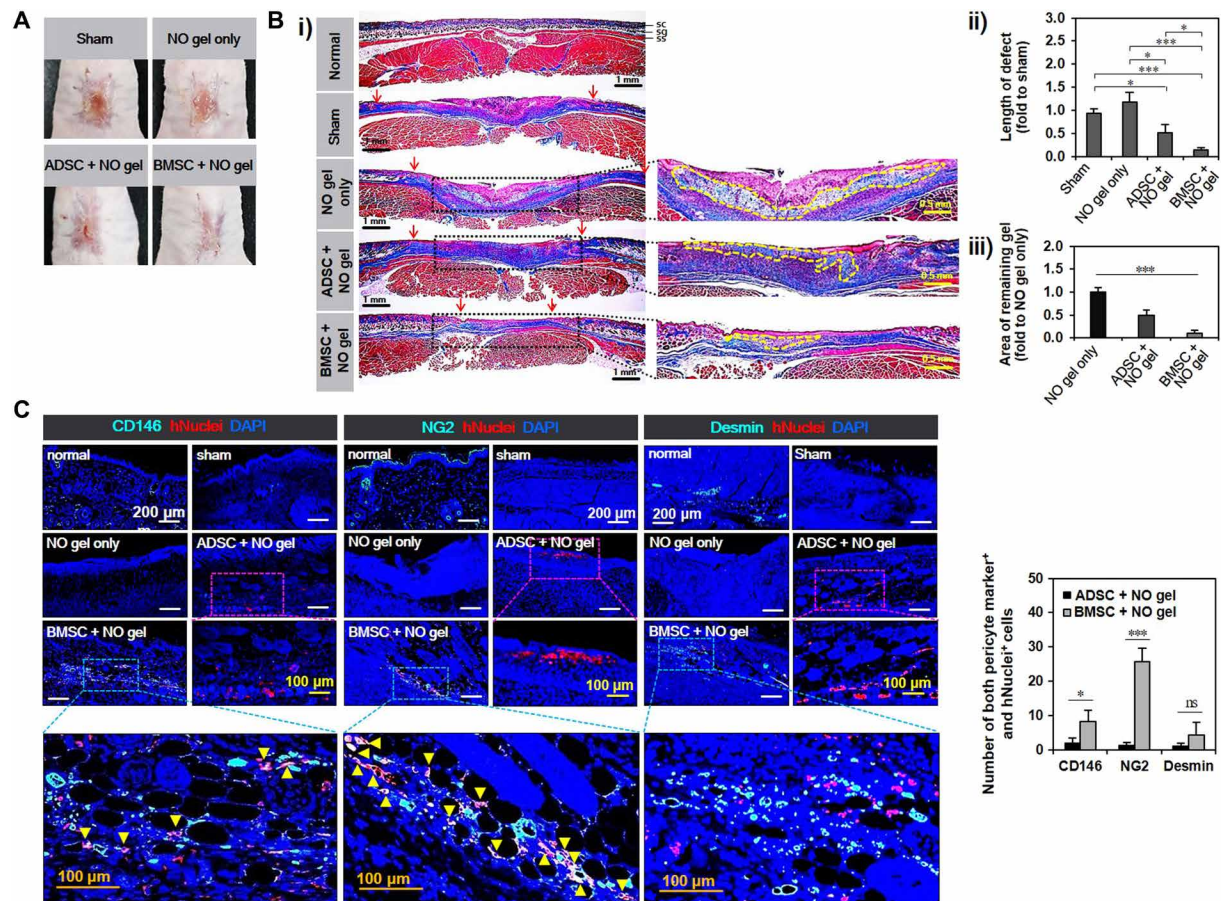 A
Sham
NO gel only
ADSC + NO gel
BMSC + NO gel
B
i)
Normal
Sham
NO gel
only
ADSC +
NO gel
BMSC +
NO gel
SC
SG
SS
1 mm
1 mm
1 mm
1 mm
1 mm
0.5 mm
0.5 mm
0.5 mm
ii)
Length of defect
(fold to sham)
3.0
2.5
2.0
1.5
1.0
0.5
0
*
***
*
***
*
Sham
NO gel only
ADSC +
NO gel
BMSC +
NO gel
iii)
Area of remaining gel
(fold to NO gel only)
2.0
1.5
1.0
0.5
0.0
***
NO gel only
ADSC +
NO gel
BMSC +
NO gel
C
CD146 hNuclei DAPI
NG2 hNuclei DAPI
Desmin hNuclei DAPI
normal
sham
normal
sham
normal
Sham
200 µm
200 µm
200 µm
NO gel only
ADSC + NO gel
NO gel only
ADSC + NO gel
NO gel only
ADSC + NO gel
BMSC + NO gel
BMSC + NO gel
BMSC + NO gel
100 µm
100 µm
100 µm
100 µm
100 µm
100 µm
Number of both pericyte marker⁺
and hNuclei⁺ cells
50
40
30
20
10
0
ADSC + NO gel
BMSC + NO gel
*
***
ns
CD146
NG2
Desmin